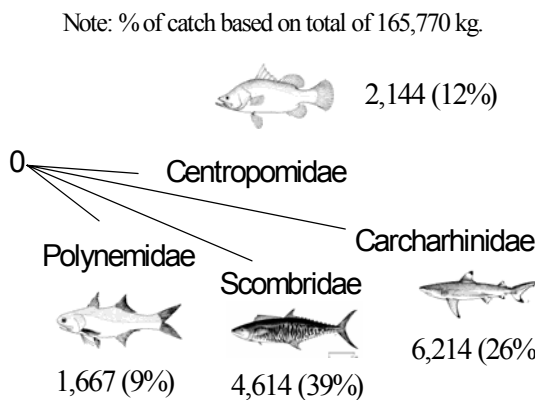 Note: % of catch based on total of 165,770 kg.
2,144 (12%)
0
Centropomidae
Carcharhinidae
Polynemidae
Scombridae
6,214 (26%
1,667 (9%)
4,614 (39%)